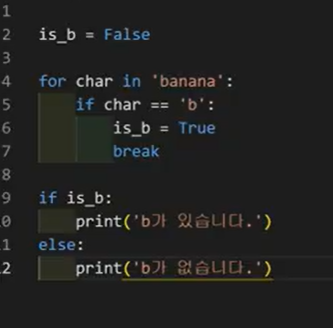 1
2 is_b = False
3
4 for char in 'banana':
5     if char == 'b':
6         is_b = True
7         break
8
9 if is_b:
0     print('b가 있습니다.')
1 else:
2     print('b가 없습니다.')